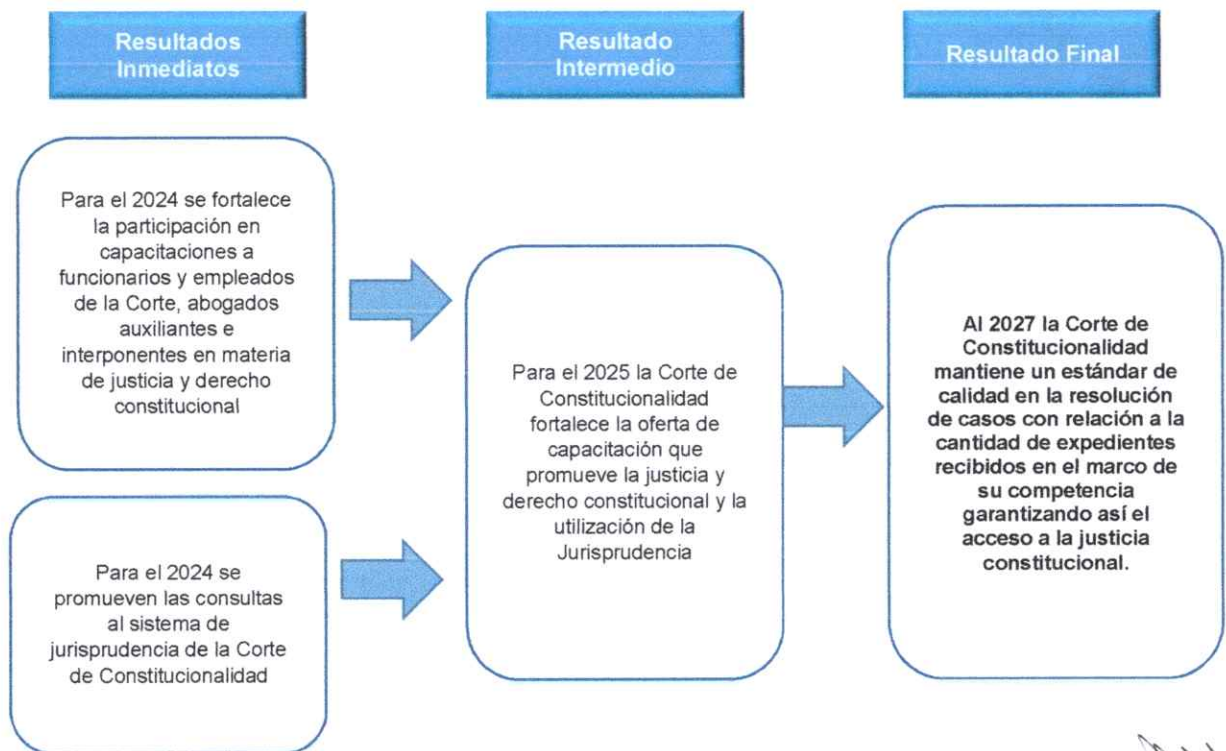 Resultados
Inmediatos
Resultado
Intermedio
Resultado Final
Para el 2024 se fortalece
la participación en
capacitaciones a
funcionarios y empleados
de la Corte, abogados
auxiliantes e
interponentes en materia
de justicia y derecho
constitucional
Para el 2024 se
promueven las consultas
al sistema de
jurisprudencia de la Corte
de Constitucionalidad
Para el 2025 la Corte de
Constitucionalidad
fortalece la oferta de
capacitación que
promueve la justicia y
derecho constitucional y la
utilización de la
Jurisprudencia
Al 2027 la Corte de
Constitucionalidad
mantiene un estándar de
calidad en la resolución
de casos con relación a la
cantidad de expedientes
recibidos en el marco de
su competencia
garantizando así el
acceso a la justicia
constitucional.